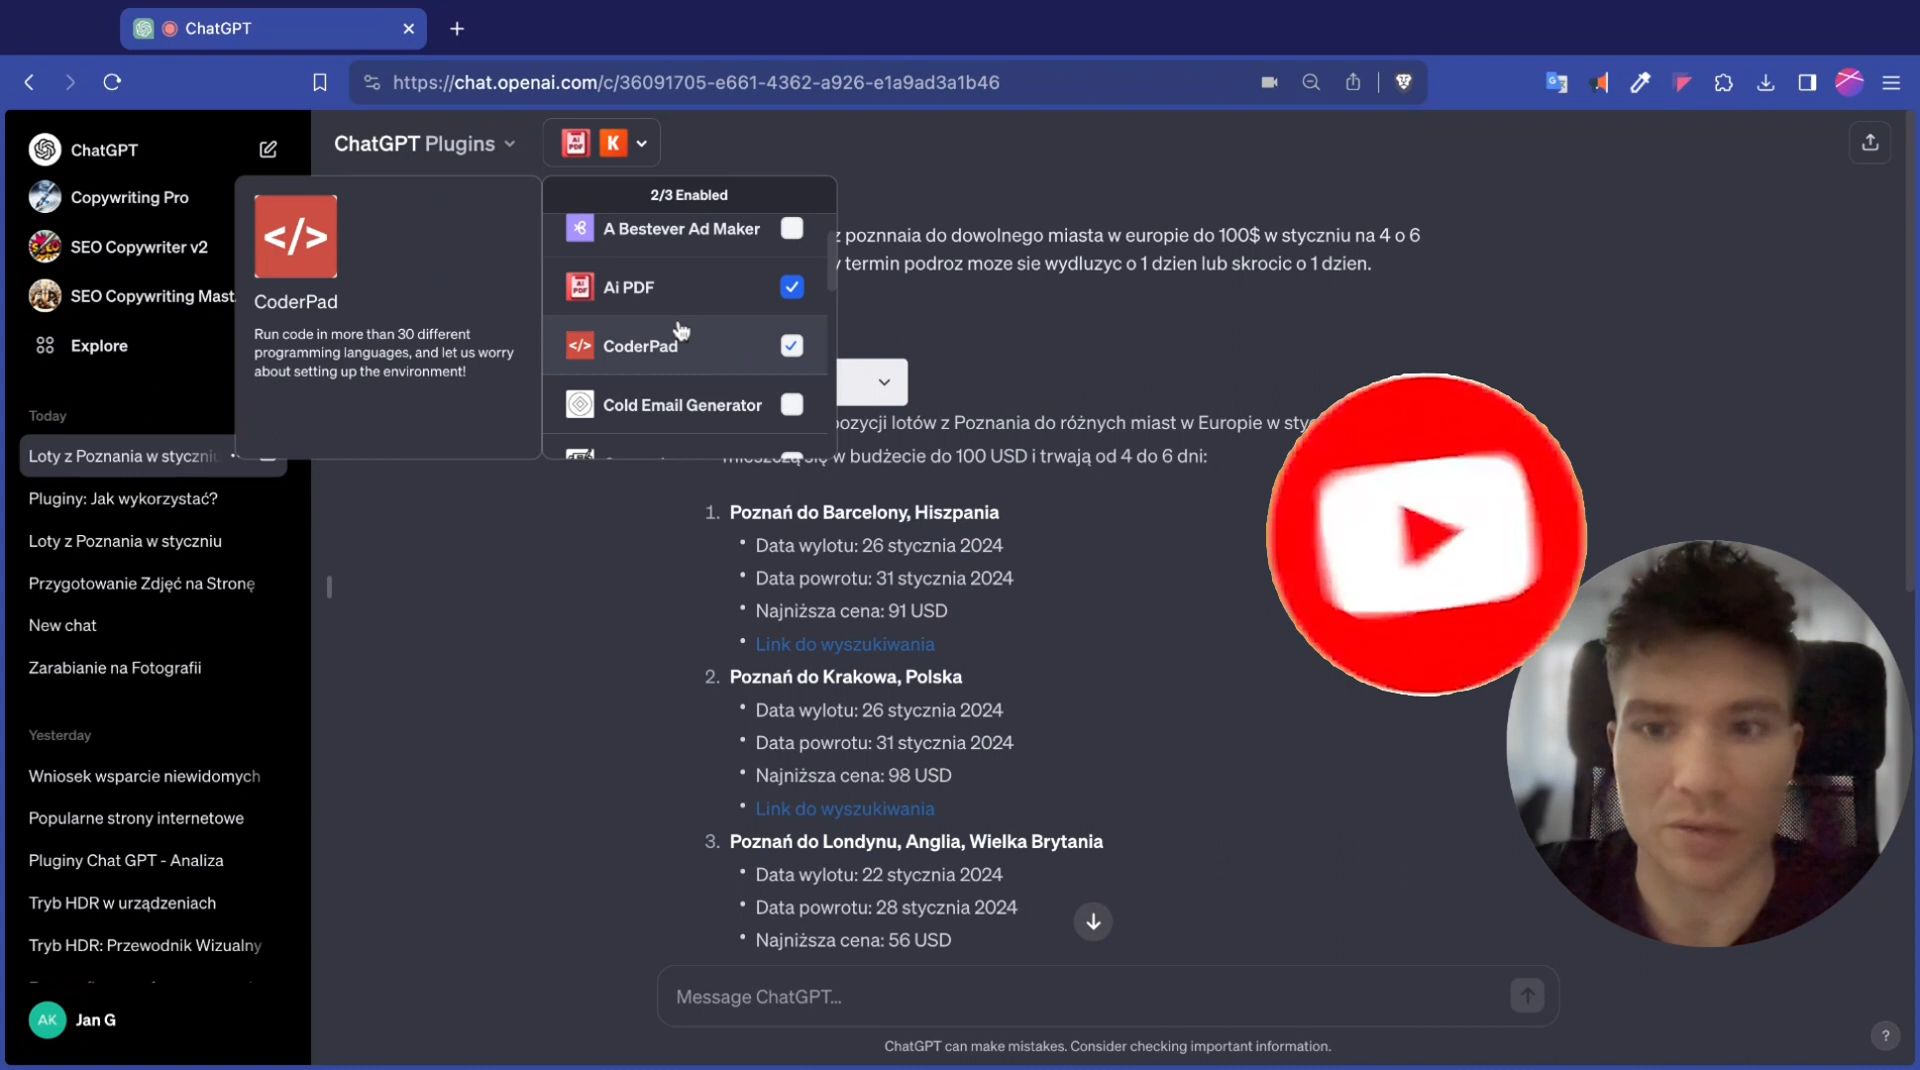 ChatGPT
https://chat.openai.com/c/36091705-e661-4362-a926-e1a9ad3a1b46
ChatGPT
Copywriting Pro
SEO Copywriter v2
SEO Copywriting Mast
Explore
Today
Loty z Poznania w styczniu
Pluginy: Jak wykorzystać?
Loty z Poznania w styczniu
Przygotowanie Zdjęć na Stronę
New chat
Zarabianie na Fotografii
Yesterday
Wniosek wsparcie niewidomych
Popularne strony internetowe
Pluginy Chat GPT - Analiza
Tryb HDR w urządzeniach
Tryb HDR: Przewodnik Wizualny
AK Jan G
ChatGPT Plugins
AI PDF K
</>
CoderPad
Run code in more than 30 different
programming languages, and let us worry
about setting up the environment!
2/3 Enabled
A Bestever Ad Maker
Ai PDF
</> CoderPad
Cold Email Generator
z poznnaia do dowolnego miasta w europie do 100$ w styczniu na 4 o 6
termin podroz moze sie wydluzyc o 1 dzien lub skrocic o 1 dzien.
pozycji lotów z Poznania do różnych miast w Europie w sty
mieszczą się w budżecie do 100 USD i trwają od 4 do 6 dni:
1. Poznań do Barcelony, Hiszpania
• Data wylotu: 26 stycznia 2024
• Data powrotu: 31 stycznia 2024
• Najniższa cena: 91 USD
• Link do wyszukiwania
2. Poznań do Krakowa, Polska
• Data wylotu: 26 stycznia 2024
• Data powrotu: 31 stycznia 2024
• Najniższa cena: 98 USD
• Link do wyszukiwania
3. Poznań do Londynu, Anglia, Wielka Brytania
• Data wylotu: 22 stycznia 2024
• Data powrotu: 28 stycznia 2024
• Najniższa cena: 56 USD
Message ChatGPT...
ChatGPT can make mistakes. Consider checking important information.
?